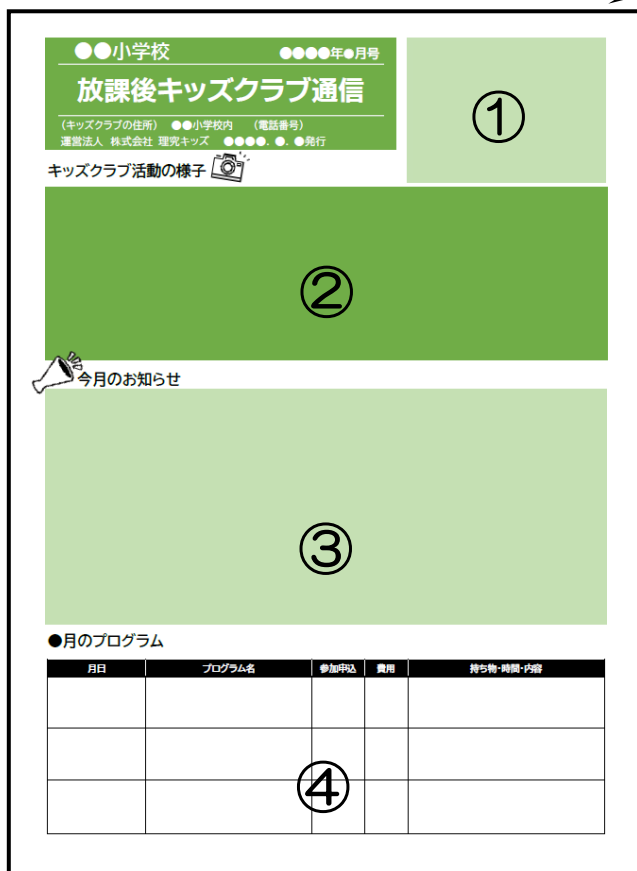 ●●小学校 ●●●●年●月号
放課後キッズクラブ通信
(キッズクラブの住所) ●●小学校内 (電話番号)
運営法人 株式会社 理究キッズ ●●●●. ●. ●発行
①
キッズクラブ活動の様子
②
今月のお知らせ
③
●月のプログラム
月日 プログラム名 参加申込 費用 持ち物・時間・内容
④